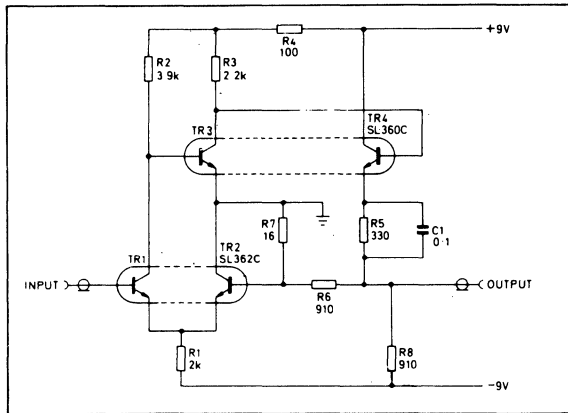 R4
100
+9V
R2
3.9k
R3
2.2k
TR3
TR4
SL360C
R7
16
R5
330
C1
0.1
TR1
TR2
SL362C
INPUT
R6
910
OUTPUT
R1
2k
R8
910
-9V